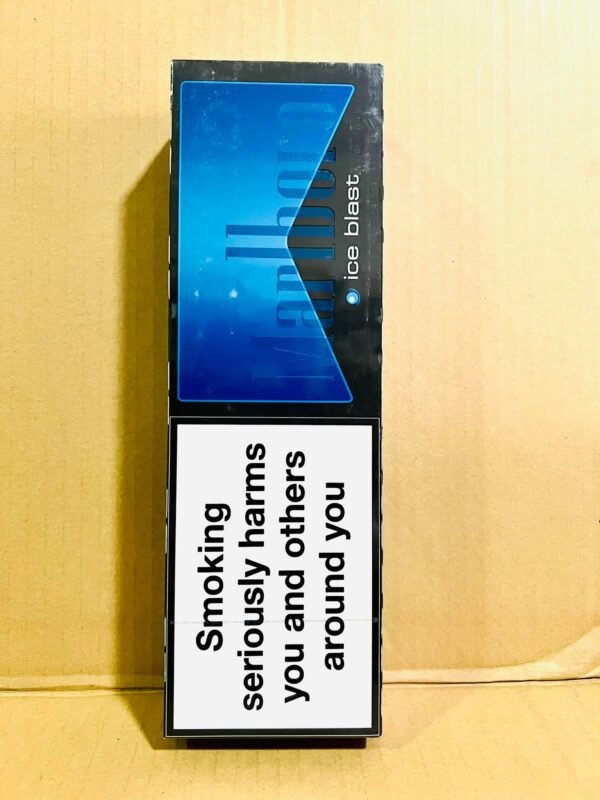 Marlboro
ice blast
Smoking
seriously harms
you and others
around you